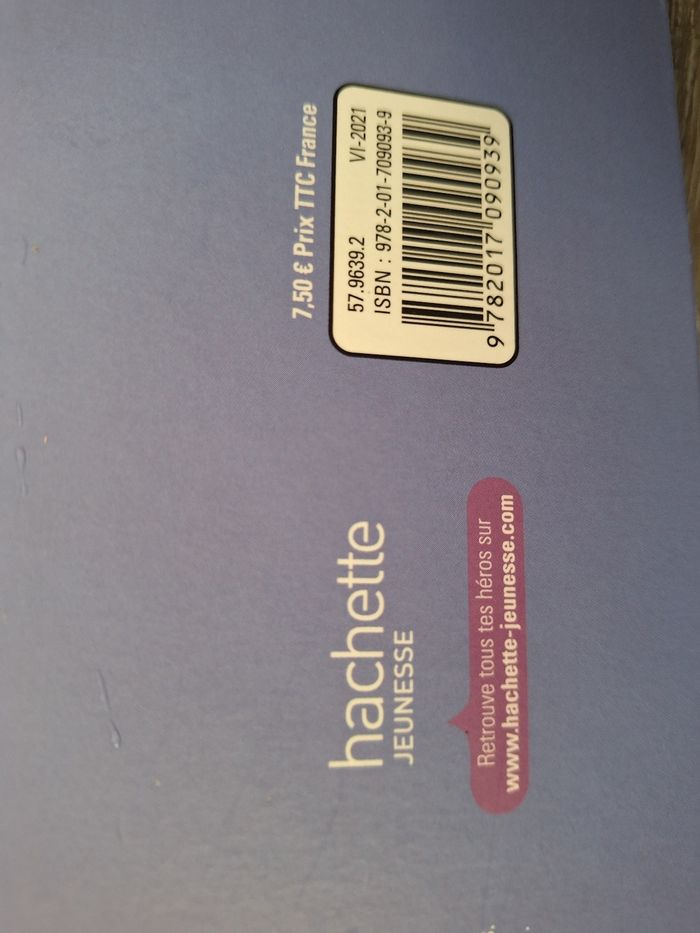 hachette
JEUNESSE
Retrouve tous tes héros sur
www.hachette-jeunesse.com
7,50 € Prix TTC France
57.9639.2 VI-2021
ISBN : 978-2-01-709093-9
9 782017 090939